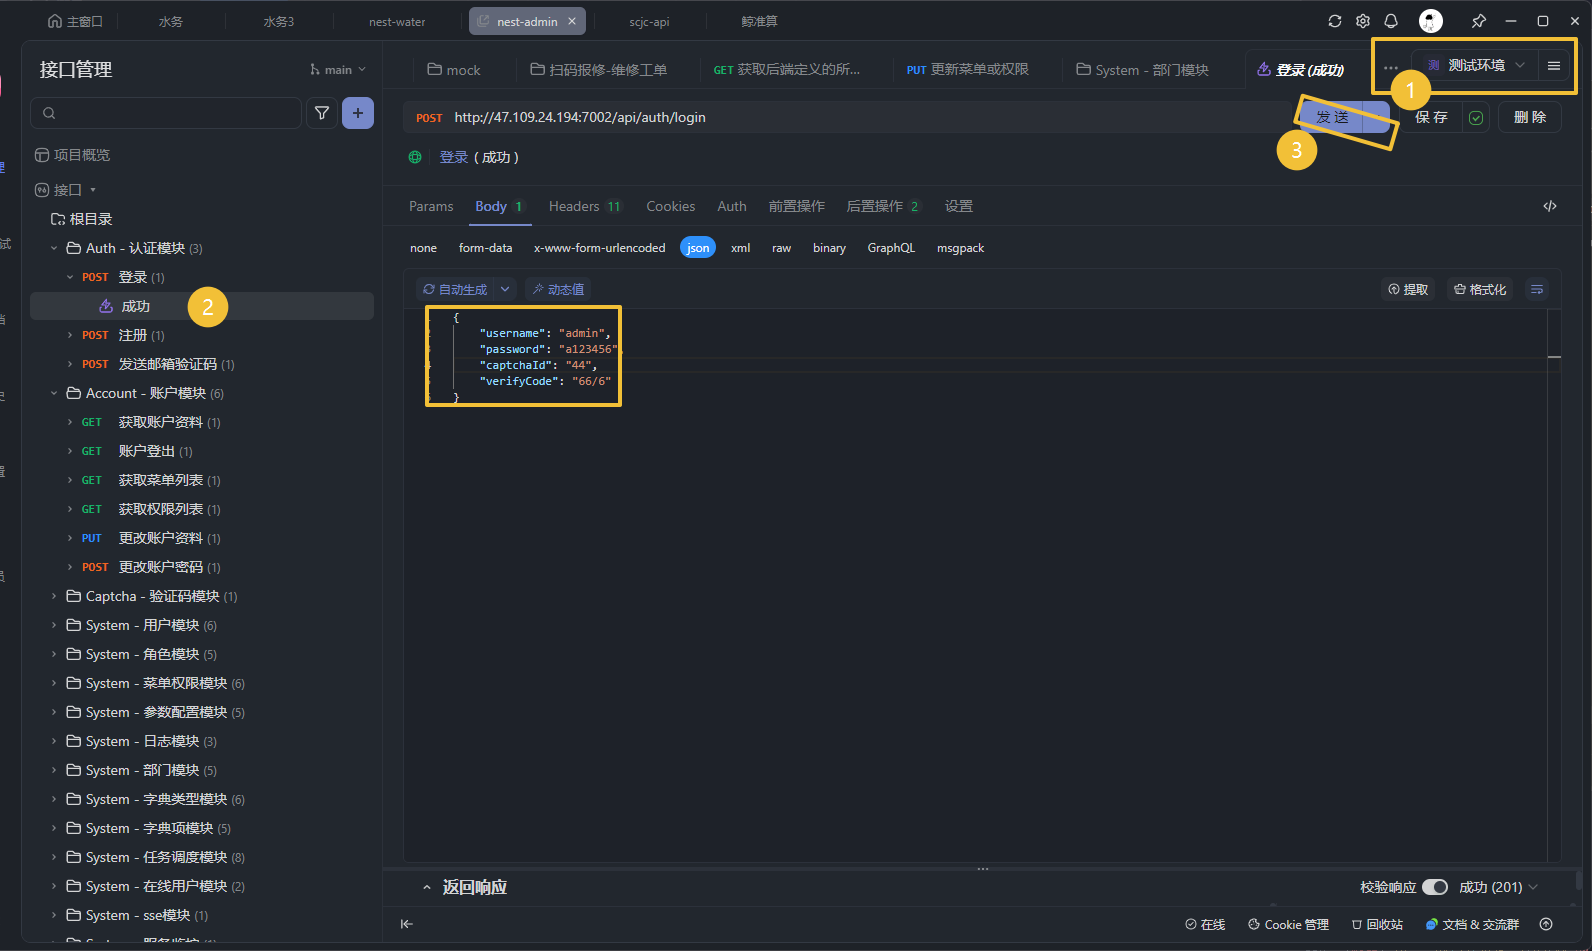 主窗口
水务
水务3
nest-water
nest-admin
scjc-api
鲸准算
接口管理
main
mock
扫码报修-维修工单
GET 获取后端定义的所...
PUT 更新菜单或权限
System - 部门模块
登录 (成功)
测 测试环境
1
POST http://47.109.24.194:7002/api/auth/login
发 送
保 存
删 除
3
登录 ( 成功 )
项目概览
接口
根目录
Auth - 认证模块 (3)
POST 登录 (1)
成功
2
POST 注册 (1)
POST 发送邮箱验证码 (1)
Account - 账户模块 (6)
GET 获取账户资料 (1)
GET 账户登出 (1)
GET 获取菜单列表 (1)
GET 获取权限列表 (1)
PUT 更改账户资料 (1)
POST 更改账户密码 (1)
Captcha - 验证码模块 (1)
System - 用户模块 (6)
System - 角色模块 (5)
System - 菜单权限模块 (6)
System - 参数配置模块 (5)
System - 日志模块 (3)
System - 部门模块 (5)
System - 字典类型模块 (6)
System - 字典项模块 (5)
System - 任务调度模块 (8)
System - 在线用户模块 (2)
System - sse模块 (1)
Params
Body 1
Headers 11
Cookies
Auth
前置操作
后置操作 2
设置
none
form-data
x-www-form-urlencoded
json
xml
raw
binary
GraphQL
msgpack
自动生成
动态值
提取
格式化
{
"username": "admin",
"password": "a123456",
"captchaId": "44",
"verifyCode": "66/6"
}
返回响应
校验响应
成功 (201)
在线
Cookie 管理
回收站
文档 & 交流群